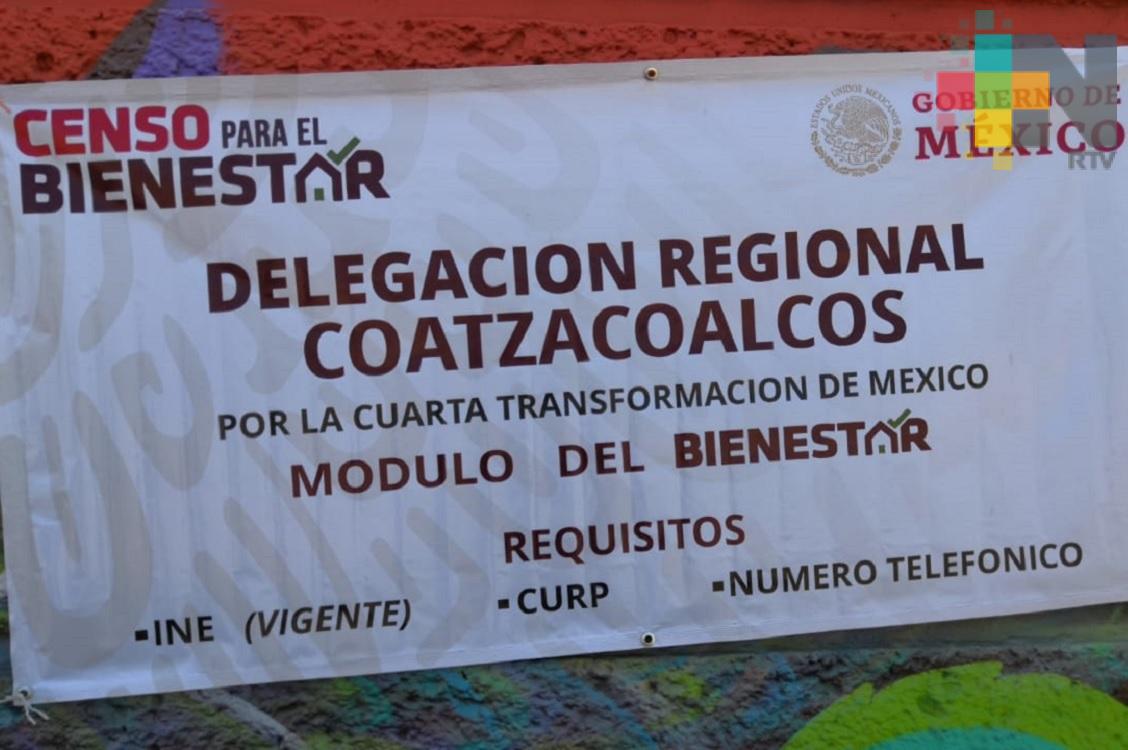 CENSO PARA EL
BIENESTAR
ESTADOS UNIDOS MEXICANOS
GOBIERNO DE
MÉXICO
N
RTV
DELEGACION REGIONAL
COATZACOALCOS
POR LA CUARTA TRANSFORMACION DE MEXICO
MODULO DEL BIENESTAR
REQUISITOS
▪INE (VIGENTE) ▪CURP ▪NUMERO TELEFONICO